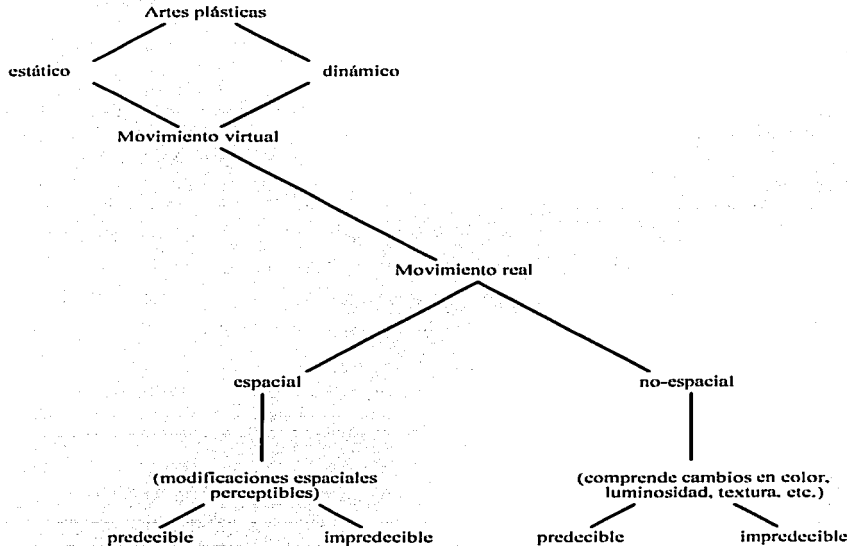 Artes plásticas
estático
dinámico
Movimiento virtual
Movimiento real
espacial
no-espacial
(modificaciones espaciales
perceptibles)
(comprende cambios en color,
luminosidad, textura, etc.)
predecible
impredecible
predecible
impredecible